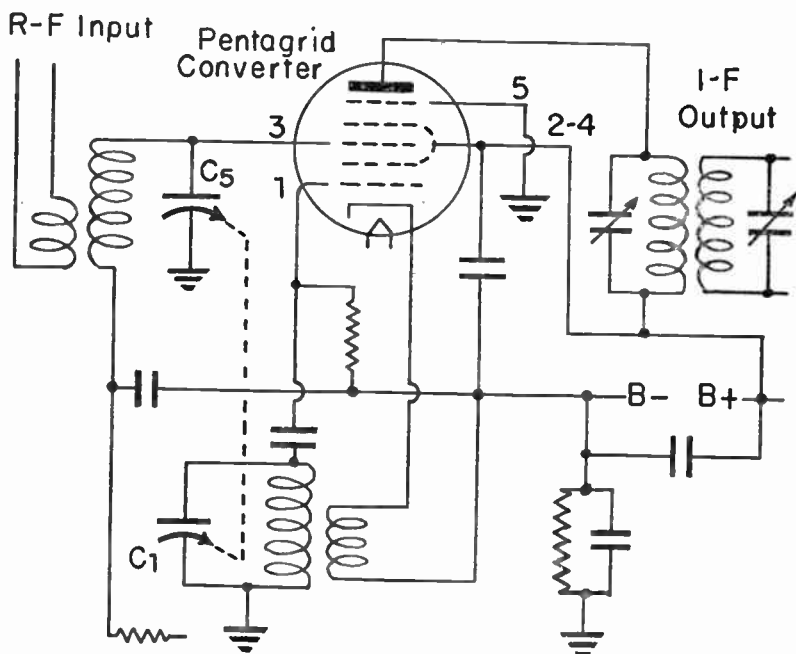 R-F Input
Pentagrid
Converter
5
2-4
I-F
Output
3
C5
1
B-
B+
C1